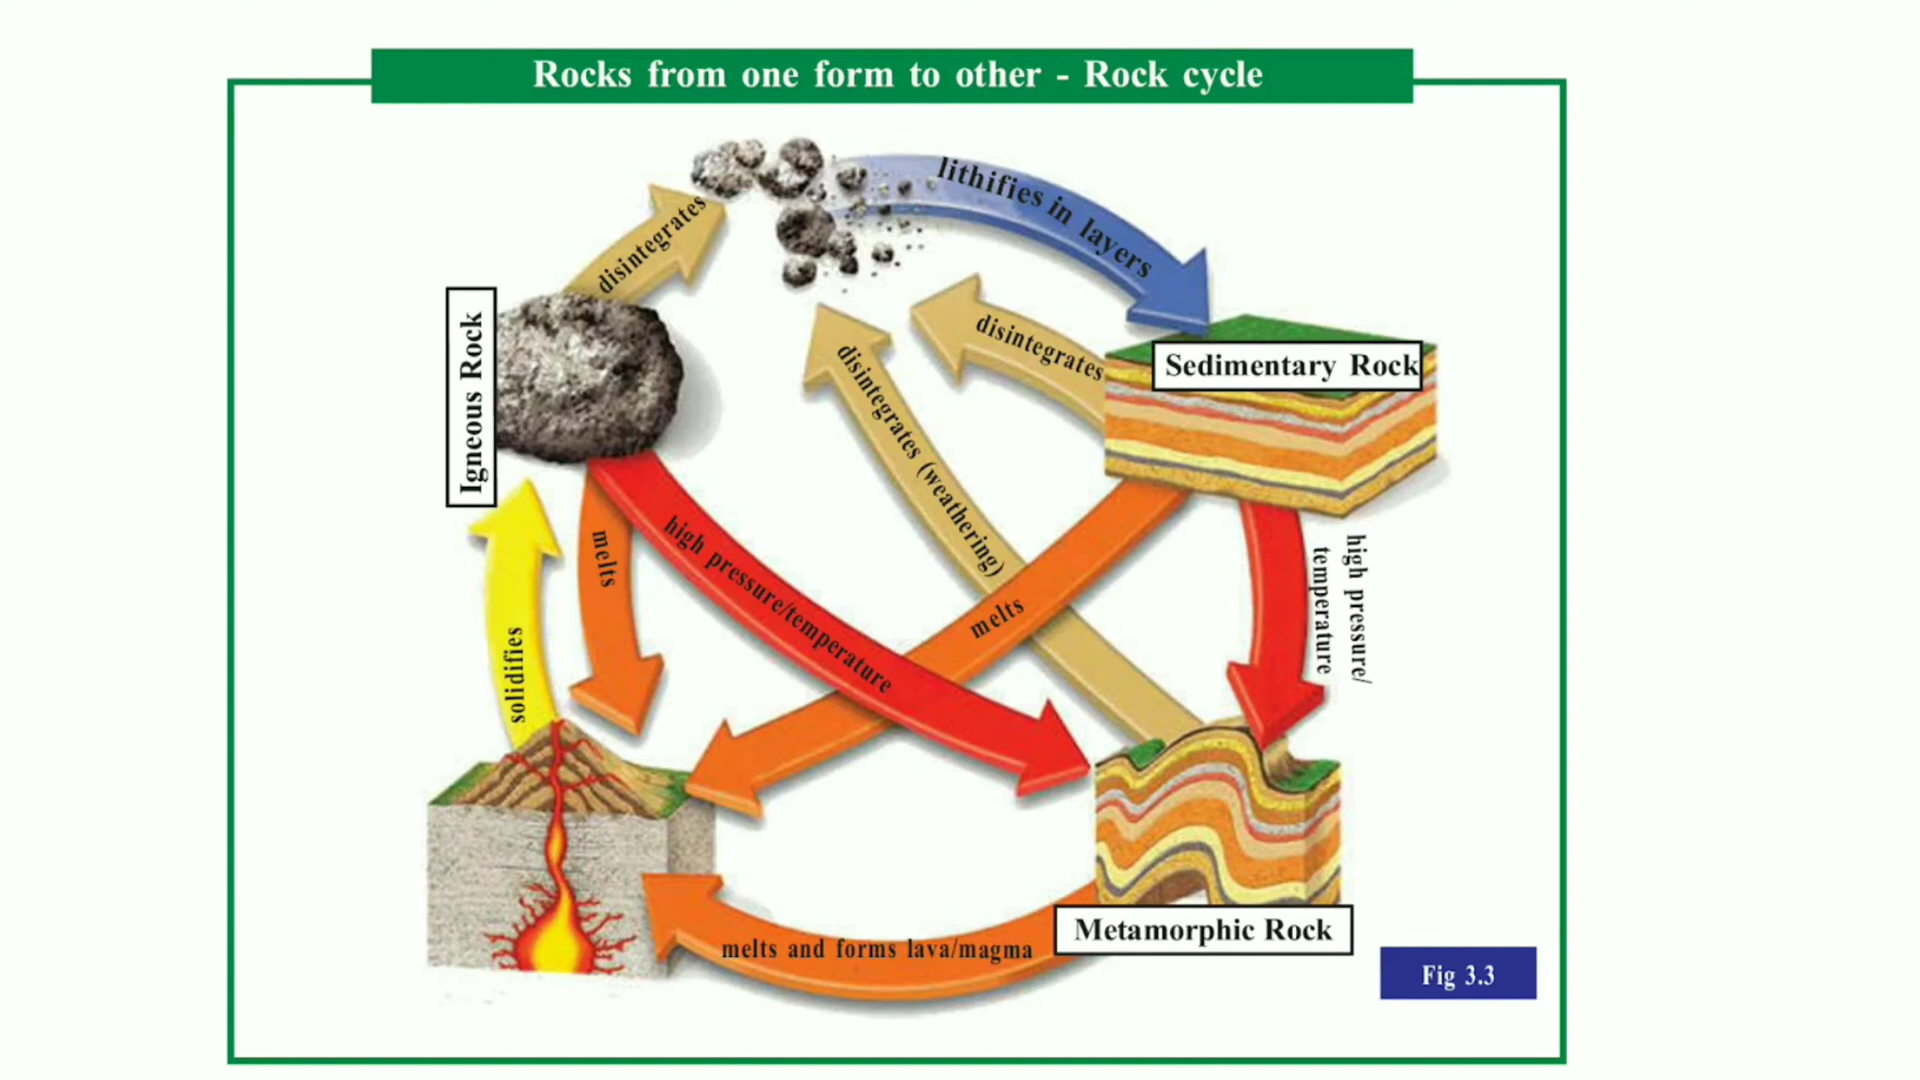 Rocks from one form to other - Rock cycle
lithifies in layers
disintegrates
Igneous Rock
disintegrates
Sedimentary Rock
disintegrates (weathering)
melts
high pressure/temperature
melts
high pressure/
temperature
solidifies
melts and forms lava/magma
Metamorphic Rock
Fig 3.3